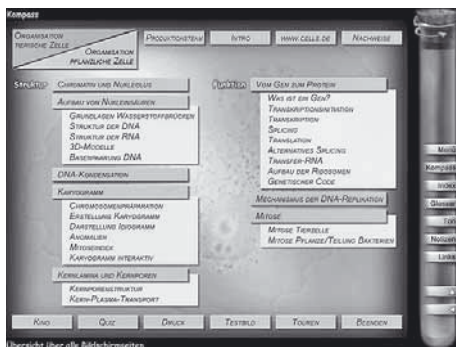 Kompass
ORGANISATION
TIERISCHE ZELLE
ORGANISATION
PFLANZLICHE ZELLE
PRODUKTIONSTEAM
INTRO
WWW.CELLS.DE
NACHWEISE
Struktur
CHROMATIN UND NUKLEOLUS
AUFBAU VON NUKLEINSÄUREN
GRUNDLAGEN WASSERSTOFFBRÜCKEN
STRUKTUR DER DNA
STRUKTUR DER RNA
3D-MODELLE
BASENPAARUNG DNA
DNA-KONDENSATION
KARYOGRAMM
CHROMOSOMENPRÄPARATION
ERSTELLUNG KARYOGRAMM
DARSTELLUNG IDIOGRAMM
ANOMALIEN
MITOSEINDEX
KARYOGRAMM INTERAKTIV
KERNLAMINA UND KERNPOREN
KERNPORENSTRUKTUR
KERN-PLASMA-TRANSPORT
Funktion
VOM GEN ZUM PROTEIN
WAS IST EIN GEN?
TRANSKRIPTIONSINITIATION
TRANSKRIPTION
SPLICING
TRANSLATION
ALTERNATIVES SPLICING
TRANSFER-RNA
AUFBAU DER RIBOSOMEN
GENETISCHER CODE
MECHANISMUS DER DNA-REPLIKATION
MITOSE
MITOSE TIERZELLE
MITOSE PFLANZE/TEILUNG BAKTERIEN
Menü
Kompass
Index
Glossar
Notizen
Links
KINO
QUIZ
DRUCK
TESTBILD
TOUREN
BEENDEN
Übersicht über alle Bildschirmseiten